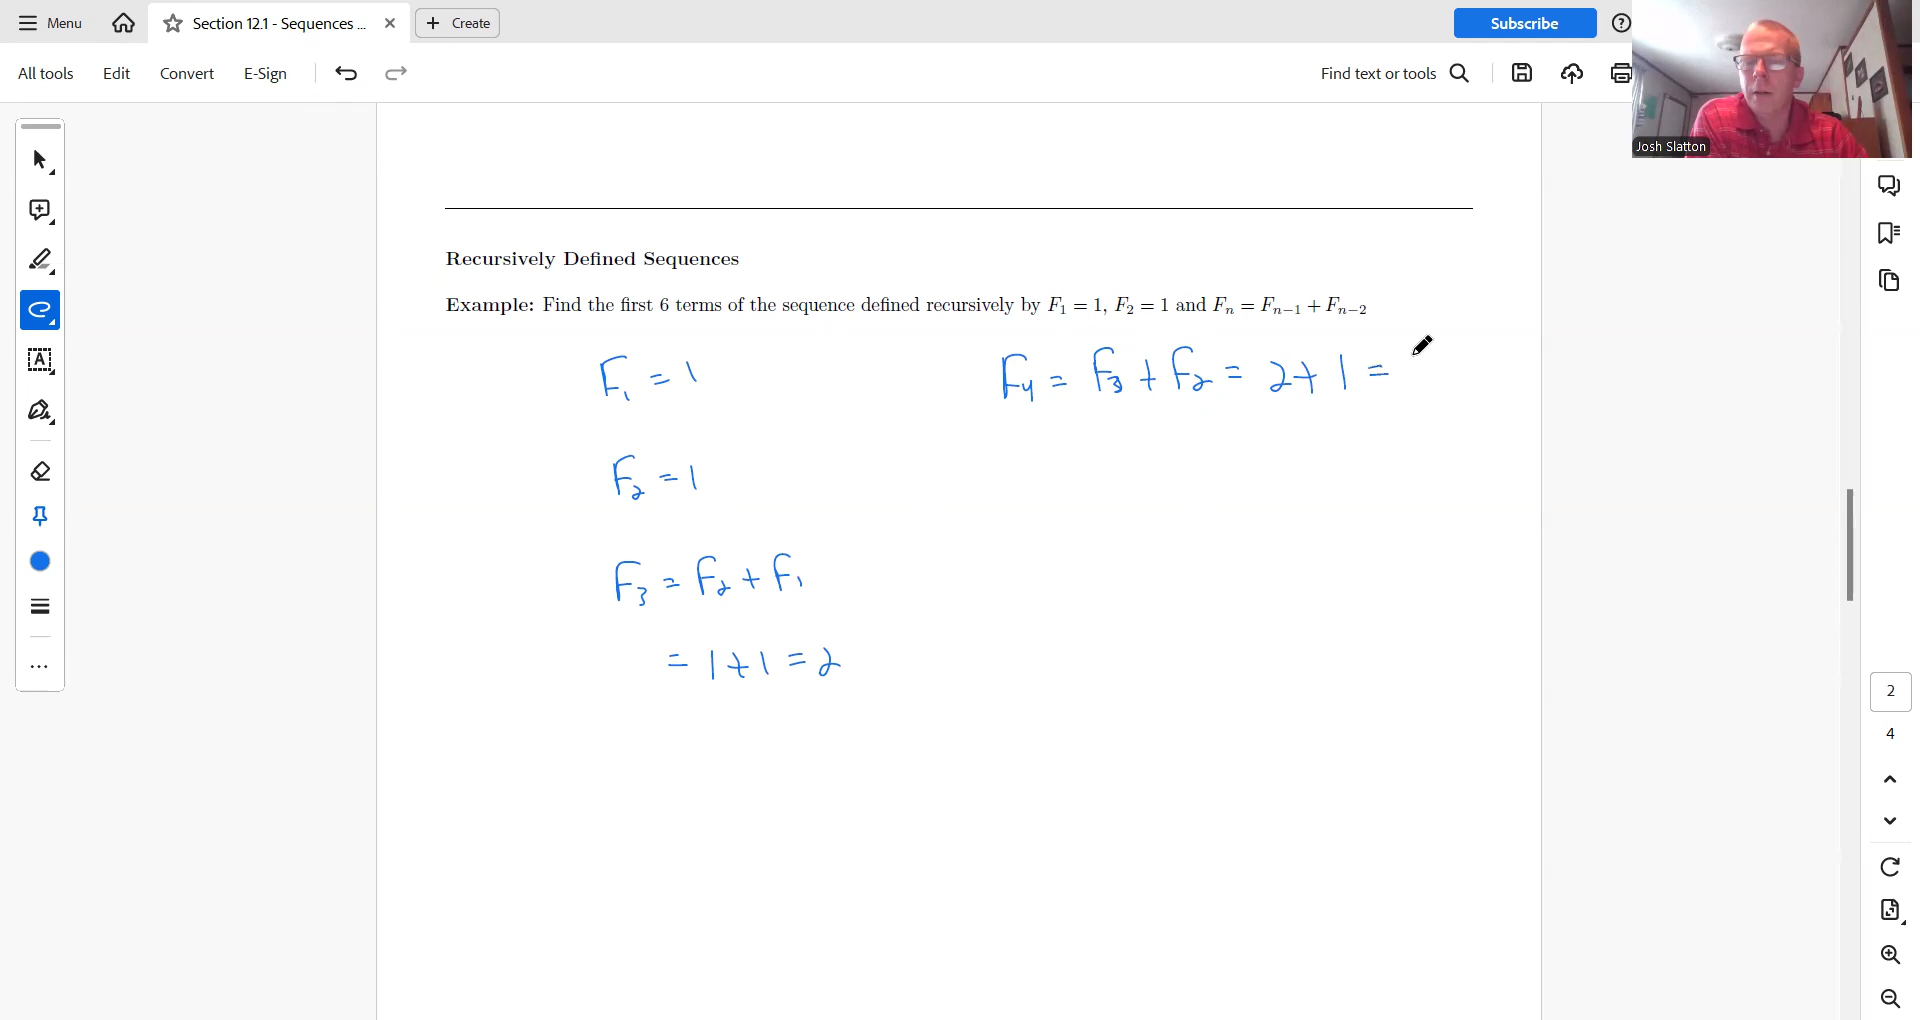 Menu
Section 12.1 - Sequences ...
Create
Subscribe
All tools Edit Convert E-Sign
Find text or tools
Josh Slatton
Recursively Defined Sequences
Example: Find the first 6 terms of the sequence defined recursively by F₁ = 1, F₂ = 1 and Fₙ = Fₙ₋₁ + Fₙ₋₂
F₁ = 1
F₂ = 1
F₃ = F₂ + F₁
= 1 + 1 = 2
F₄ = F₃ + F₂ = 2 + 1 =
2
4